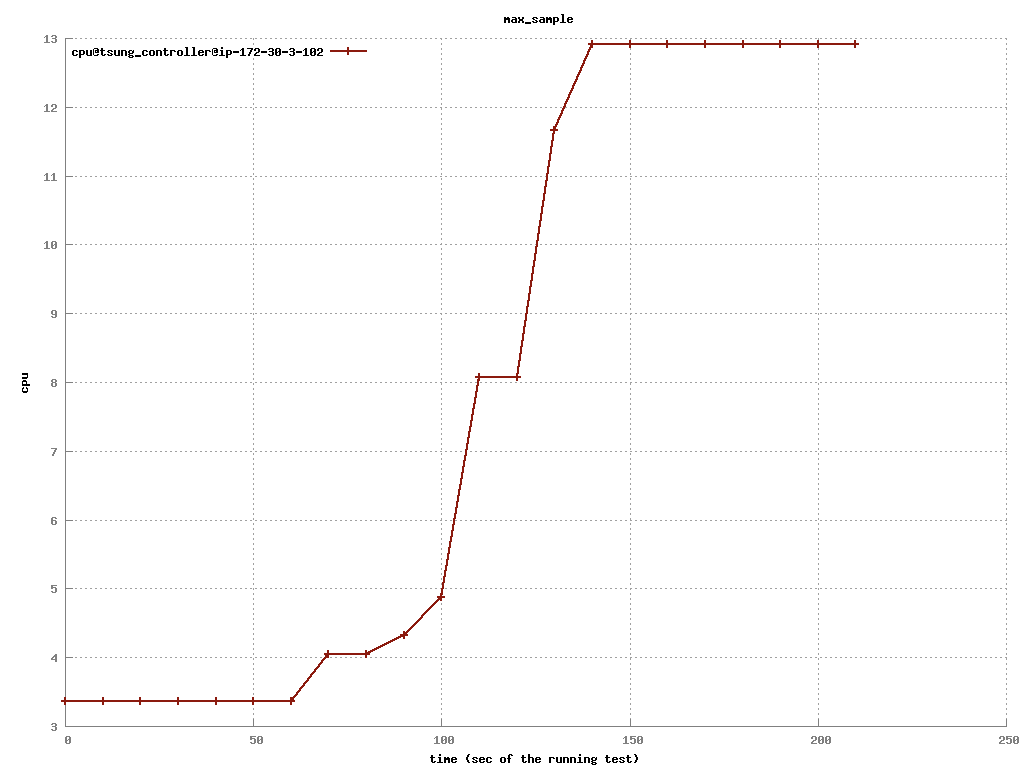 max_sample
cpu@tsung_controller@ip-172-30-3-102
13
12
11
10
9
8
7
6
5
4
3
cpu
0 50 100 150 200 250
time (sec of the running test)